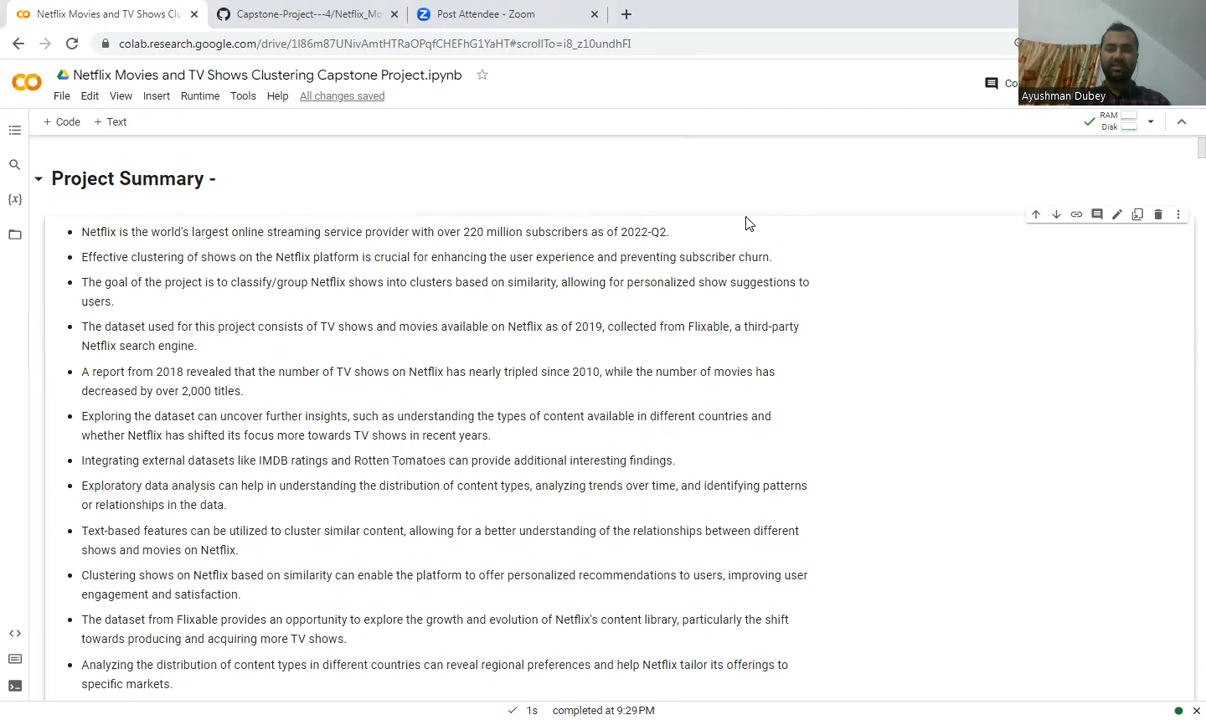 Netflix Movies and TV Shows Clu
Capstone-Project---4/Netflix_Mo
Post Attendee - Zoom
colab.research.google.com/drive/1l86m87UNivAmtHTRaOPqfCHEFhG1YaHT#scrollTo=i8_z10undhFI
Netflix Movies and TV Shows Clustering Capstone Project.ipynb
Co
File Edit View Insert Runtime Tools Help All changes saved
Ayushman Dubey
+ Code + Text
RAM
Disk
Project Summary -
Netflix is the world's largest online streaming service provider with over 220 million subscribers as of 2022-Q2.
Effective clustering of shows on the Netflix platform is crucial for enhancing the user experience and preventing subscriber churn.
The goal of the project is to classify/group Netflix shows into clusters based on similarity, allowing for personalized show suggestions to
users.
The dataset used for this project consists of TV shows and movies available on Netflix as of 2019, collected from Flixable, a third-party
Netflix search engine.
A report from 2018 revealed that the number of TV shows on Netflix has nearly tripled since 2010, while the number of movies has
decreased by over 2,000 titles.
Exploring the dataset can uncover further insights, such as understanding the types of content available in different countries and
whether Netflix has shifted its focus more towards TV shows in recent years.
Integrating external datasets like IMDB ratings and Rotten Tomatoes can provide additional interesting findings.
Exploratory data analysis can help in understanding the distribution of content types, analyzing trends over time, and identifying patterns
or relationships in the data.
Text-based features can be utilized to cluster similar content, allowing for a better understanding of the relationships between different
shows and movies on Netflix.
Clustering shows on Netflix based on similarity can enable the platform to offer personalized recommendations to users, improving user
engagement and satisfaction.
The dataset from Flixable provides an opportunity to explore the growth and evolution of Netflix's content library, particularly the shift
towards producing and acquiring more TV shows.
Analyzing the distribution of content types in different countries can reveal regional preferences and help Netflix tailor its offerings to
specific markets.
1s completed at 9:29 PM